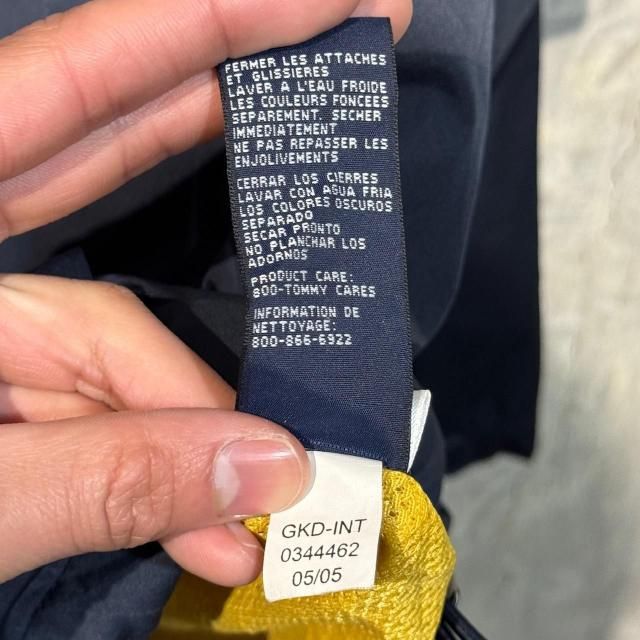 FERMER LES ATTACHES
ET GLISSIERES
LAVER A L'EAU FROIDE
LES COULEURS FONCEES
SEPAREMENT. SECHER
IMMEDIATEMENT
NE PAS REPASSER LES
ENJOLIVEMENTS
CERRAR LOS CIERRES
LAVAR CON AGUA FRIA
LOS COLORES OSCUROS
SEPARADO
SECAR PRONTO
NO PLANCHAR LOS
ADORNOS
PRODUCT CARE:
800-TOMMY CARES
INFORMATION DE
NETTOYAGE:
800-866-6922
GKD-INT
0344462
05/05